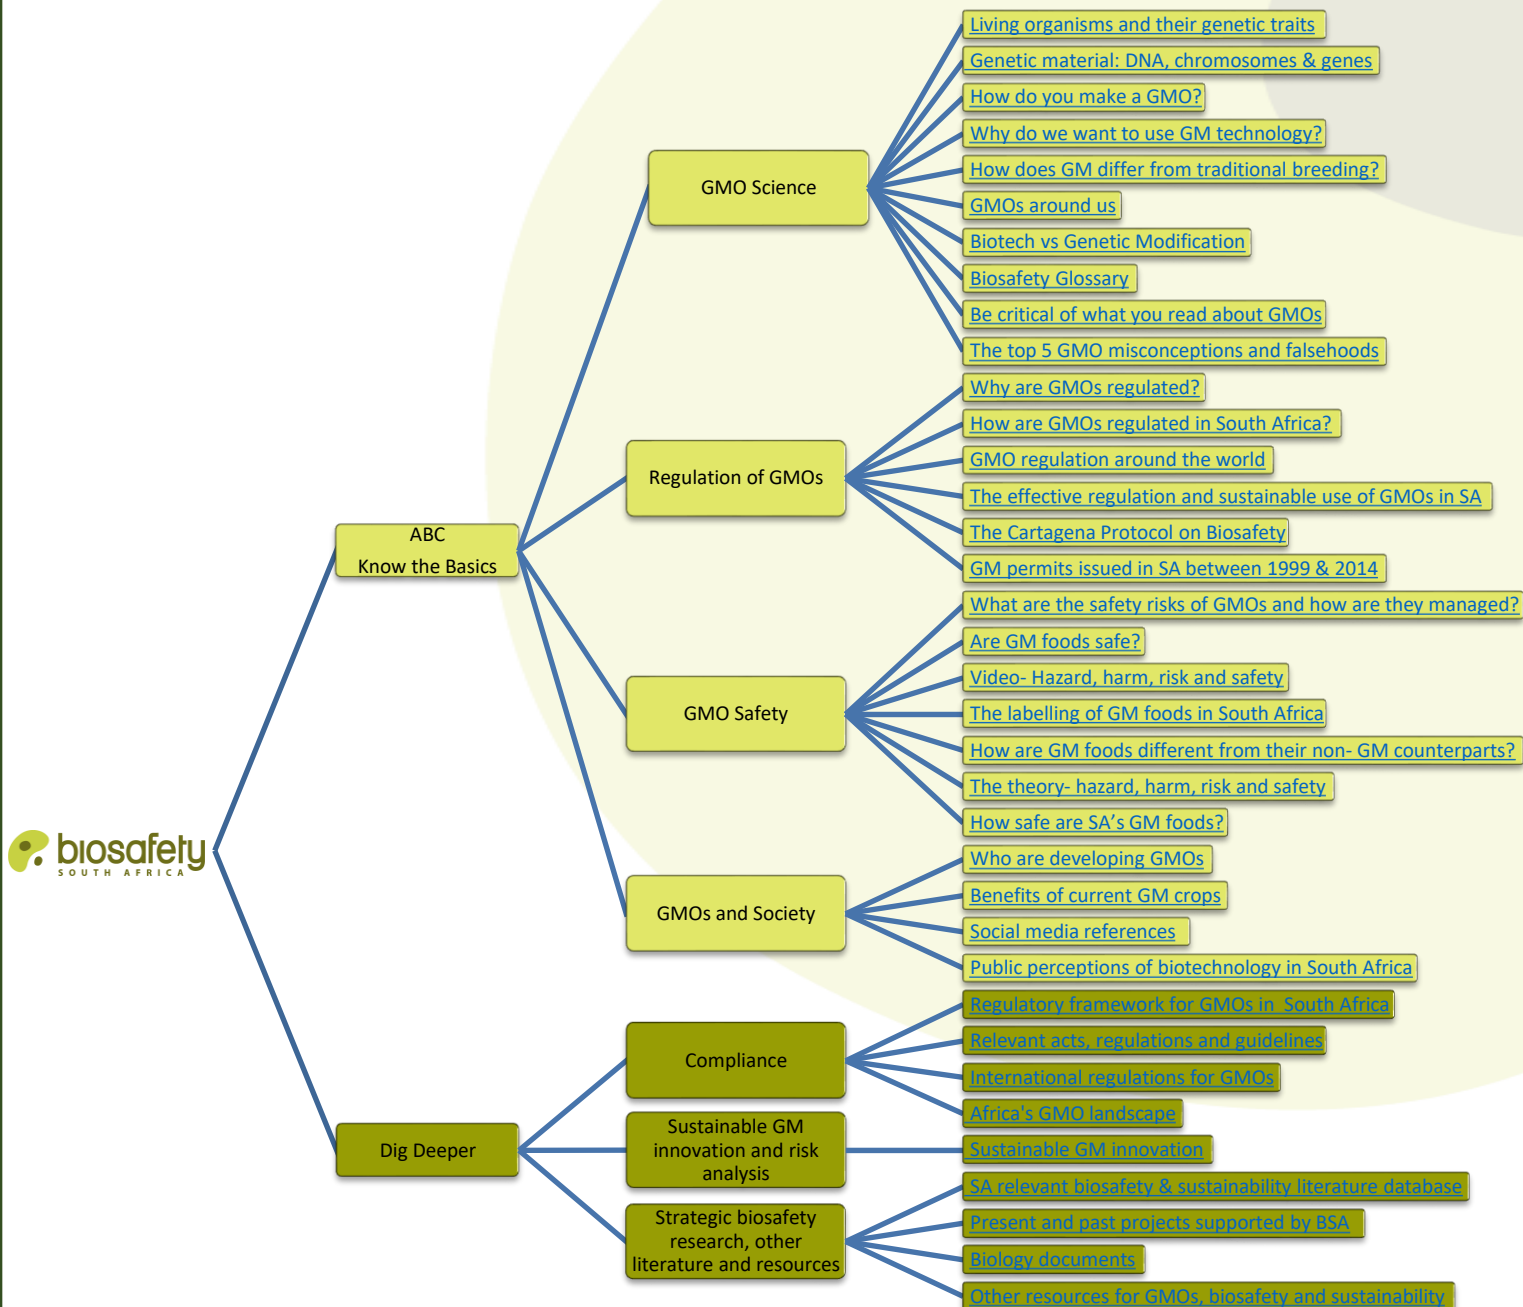 biosafety
SOUTH AFRICA
ABC
Know the Basics
GMO Science
Living organisms and their genetic traits
Genetic material: DNA, chromosomes & genes
How do you make a GMO?
Why do we want to use GM technology?
How does GM differ from traditional breeding?
GMOs around us
Biotech vs Genetic Modification
Biosafety Glossary
Be critical of what you read about GMOs
The top 5 GMO misconceptions and falsehoods
Regulation of GMOs
Why are GMOs regulated?
How are GMOs regulated in South Africa?
GMO regulation around the world
The effective regulation and sustainable use of GMOs in SA
The Cartagena Protocol on Biosafety
GM permits issued in SA between 1999 & 2014
GMO Safety
What are the safety risks of GMOs and how are they managed?
Are GM foods safe?
Video- Hazard, harm, risk and safety
The labelling of GM foods in South Africa
How are GM foods different from their non- GM counterparts?
The theory- hazard, harm, risk and safety
How safe are SA’s GM foods?
GMOs and Society
Who are developing GMOs
Benefits of current GM crops
Social media references
Public perceptions of biotechnology in South Africa
Dig Deeper
Compliance
Regulatory framework for GMOs in  South Africa
Relevant acts, regulations and guidelines
International regulations for GMOs
Africa's GMO landscape
Sustainable GM
innovation and risk
analysis
Sustainable GM innovation
Strategic biosafety
research, other
literature and resources
SA relevant biosafety & sustainability literature database
Present and past projects supported by BSA
Biology documents
Other resources for GMOs, biosafety and sustainability